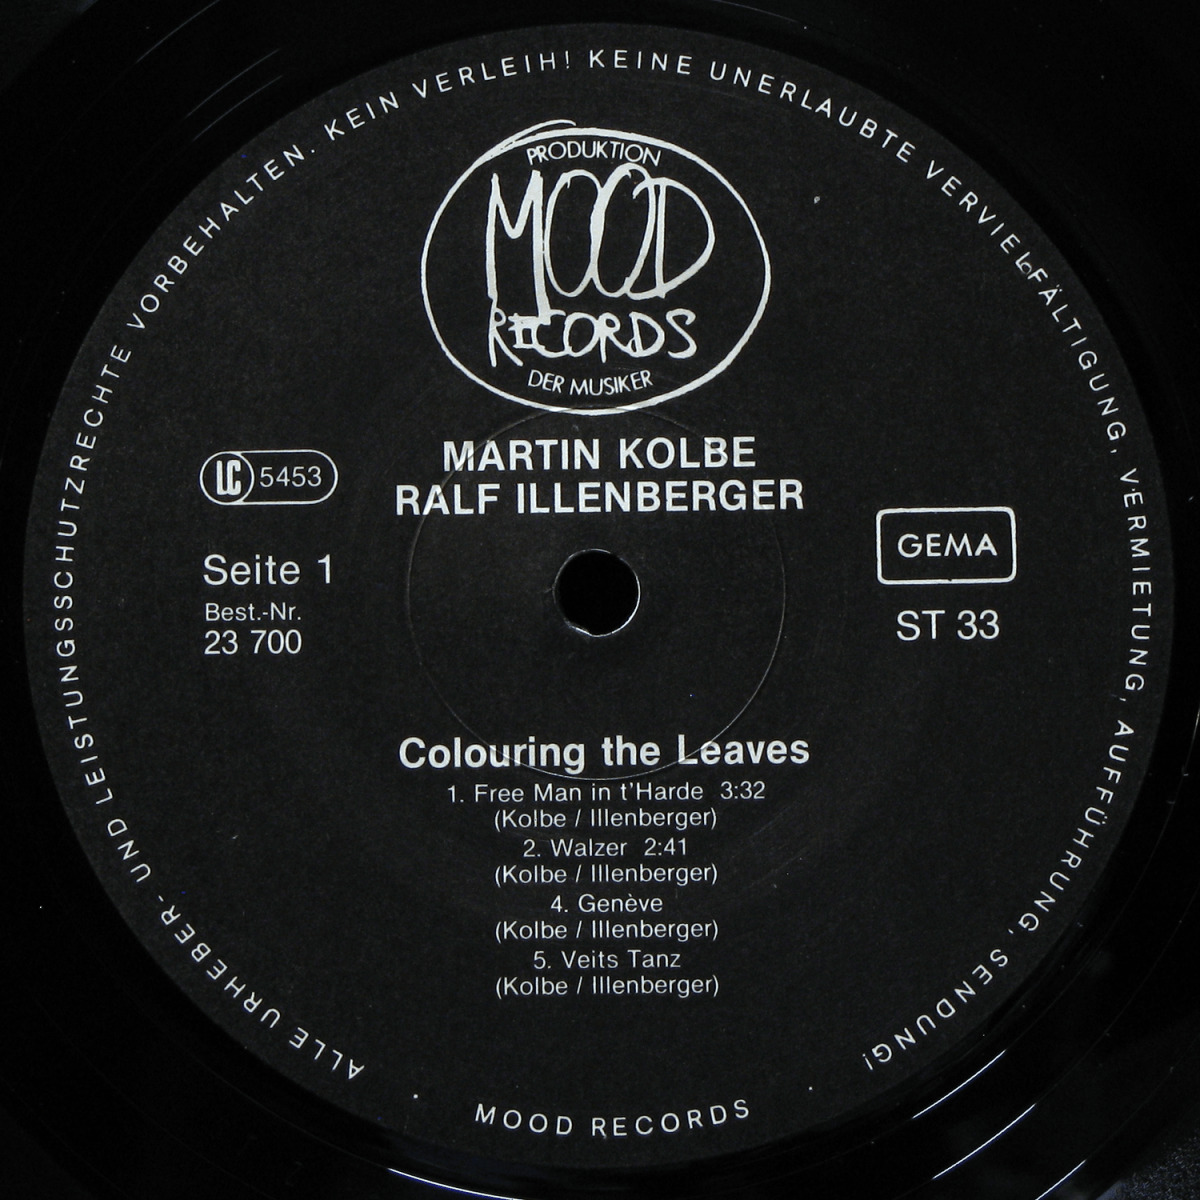 ALLE URHEBER- UND LEISTUNGSSCHUTZRECHTE VORBEHALTEN. KEIN VERLEIH! KEINE UNERLAUBTE VERVIELFÄLTIGUNG, VERMIETUNG, AUFFÜHRUNG, SENDUNG!
PRODUKTION
MOOD
RECORDS
DER MUSIKER
MARTIN KOLBE
RALF ILLENBERGER
LC 5453
Seite 1
Best.-Nr.
23 700
GEMA
ST 33
Colouring the Leaves
1. Free Man in t'Harde 3:32
(Kolbe / Illenberger)
2. Walzer 2:41
(Kolbe / Illenberger)
4. Genève
(Kolbe / Illenberger)
5. Veits Tanz
(Kolbe / Illenberger)
MOOD RECORDS